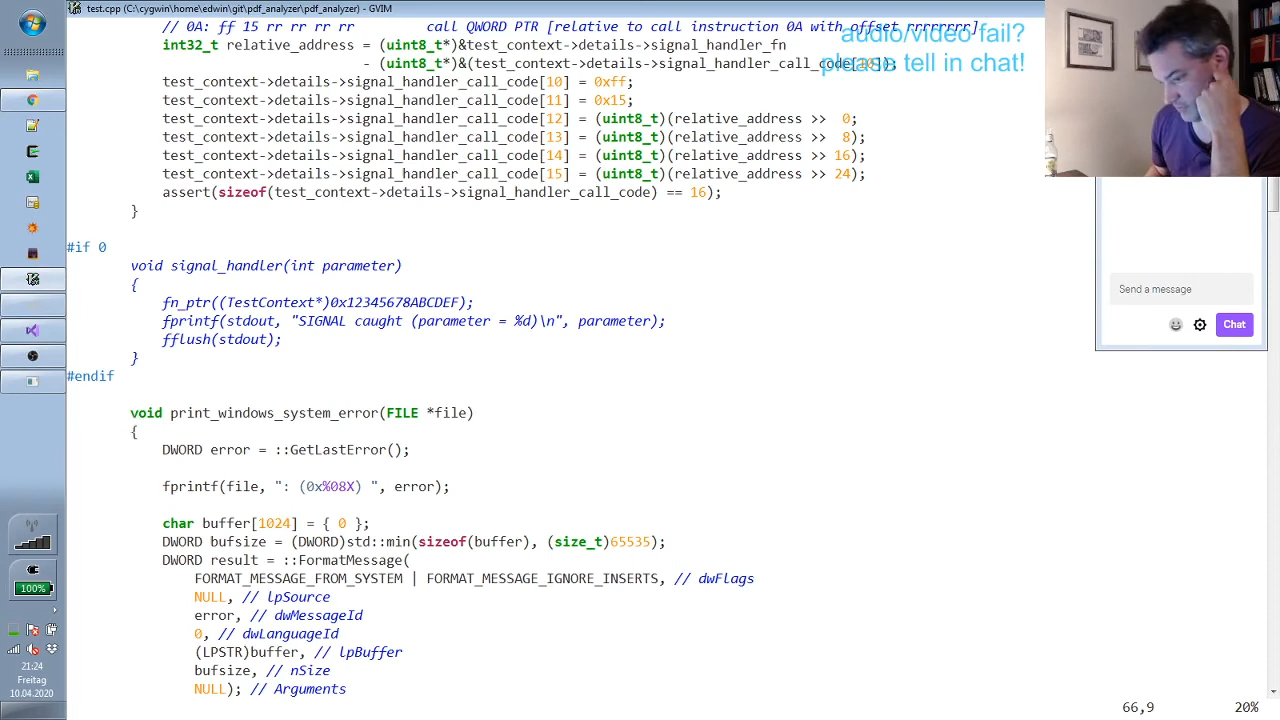 test.cpp (C:\cygwin\home\edwin\git\pdf_analyzer\pdf_analyzer) - GVIM
// 0A: ff 15 rr rr rr rr         call QWORD PTR [relative to call instruction 0A with offset rrrrrrrr]
audio/video fail?
int32_t relative_address = (uint8_t*)&test_context->details->signal_handler_fn
- (uint8_t*)&(test_context->details->signal_handler_call_code[10]);
please tell in chat!
test_context->details->signal_handler_call_code[10] = 0xff;
test_context->details->signal_handler_call_code[11] = 0x15;
test_context->details->signal_handler_call_code[12] = (uint8_t)(relative_address >>  0;
test_context->details->signal_handler_call_code[13] = (uint8_t)(relative_address >>  8);
test_context->details->signal_handler_call_code[14] = (uint8_t)(relative_address >> 16);
test_context->details->signal_handler_call_code[15] = (uint8_t)(relative_address >> 24);
assert(sizeof(test_context->details->signal_handler_call_code) == 16);
}
#if 0
void signal_handler(int parameter)
{
fn_ptr((TestContext*)0x12345678ABCDEF);
fprintf(stdout, "SIGNAL caught (parameter = %d)\n", parameter);
fflush(stdout);
}
#endif
void print_windows_system_error(FILE *file)
{
DWORD error = ::GetLastError();
fprintf(file, ": (0x%08X) ", error);
char buffer[1024] = { 0 };
DWORD bufsize = (DWORD)std::min(sizeof(buffer), (size_t)65535);
DWORD result = ::FormatMessage(
FORMAT_MESSAGE_FROM_SYSTEM | FORMAT_MESSAGE_IGNORE_INSERTS, // dwFlags
NULL, // lpSource
error, // dwMessageId
0, // dwLanguageId
(LPSTR)buffer, // lpBuffer
bufsize, // nSize
NULL); // Arguments
66,9          20%
Send a message
Chat
100%
21:24
Freitag
10.04.2020